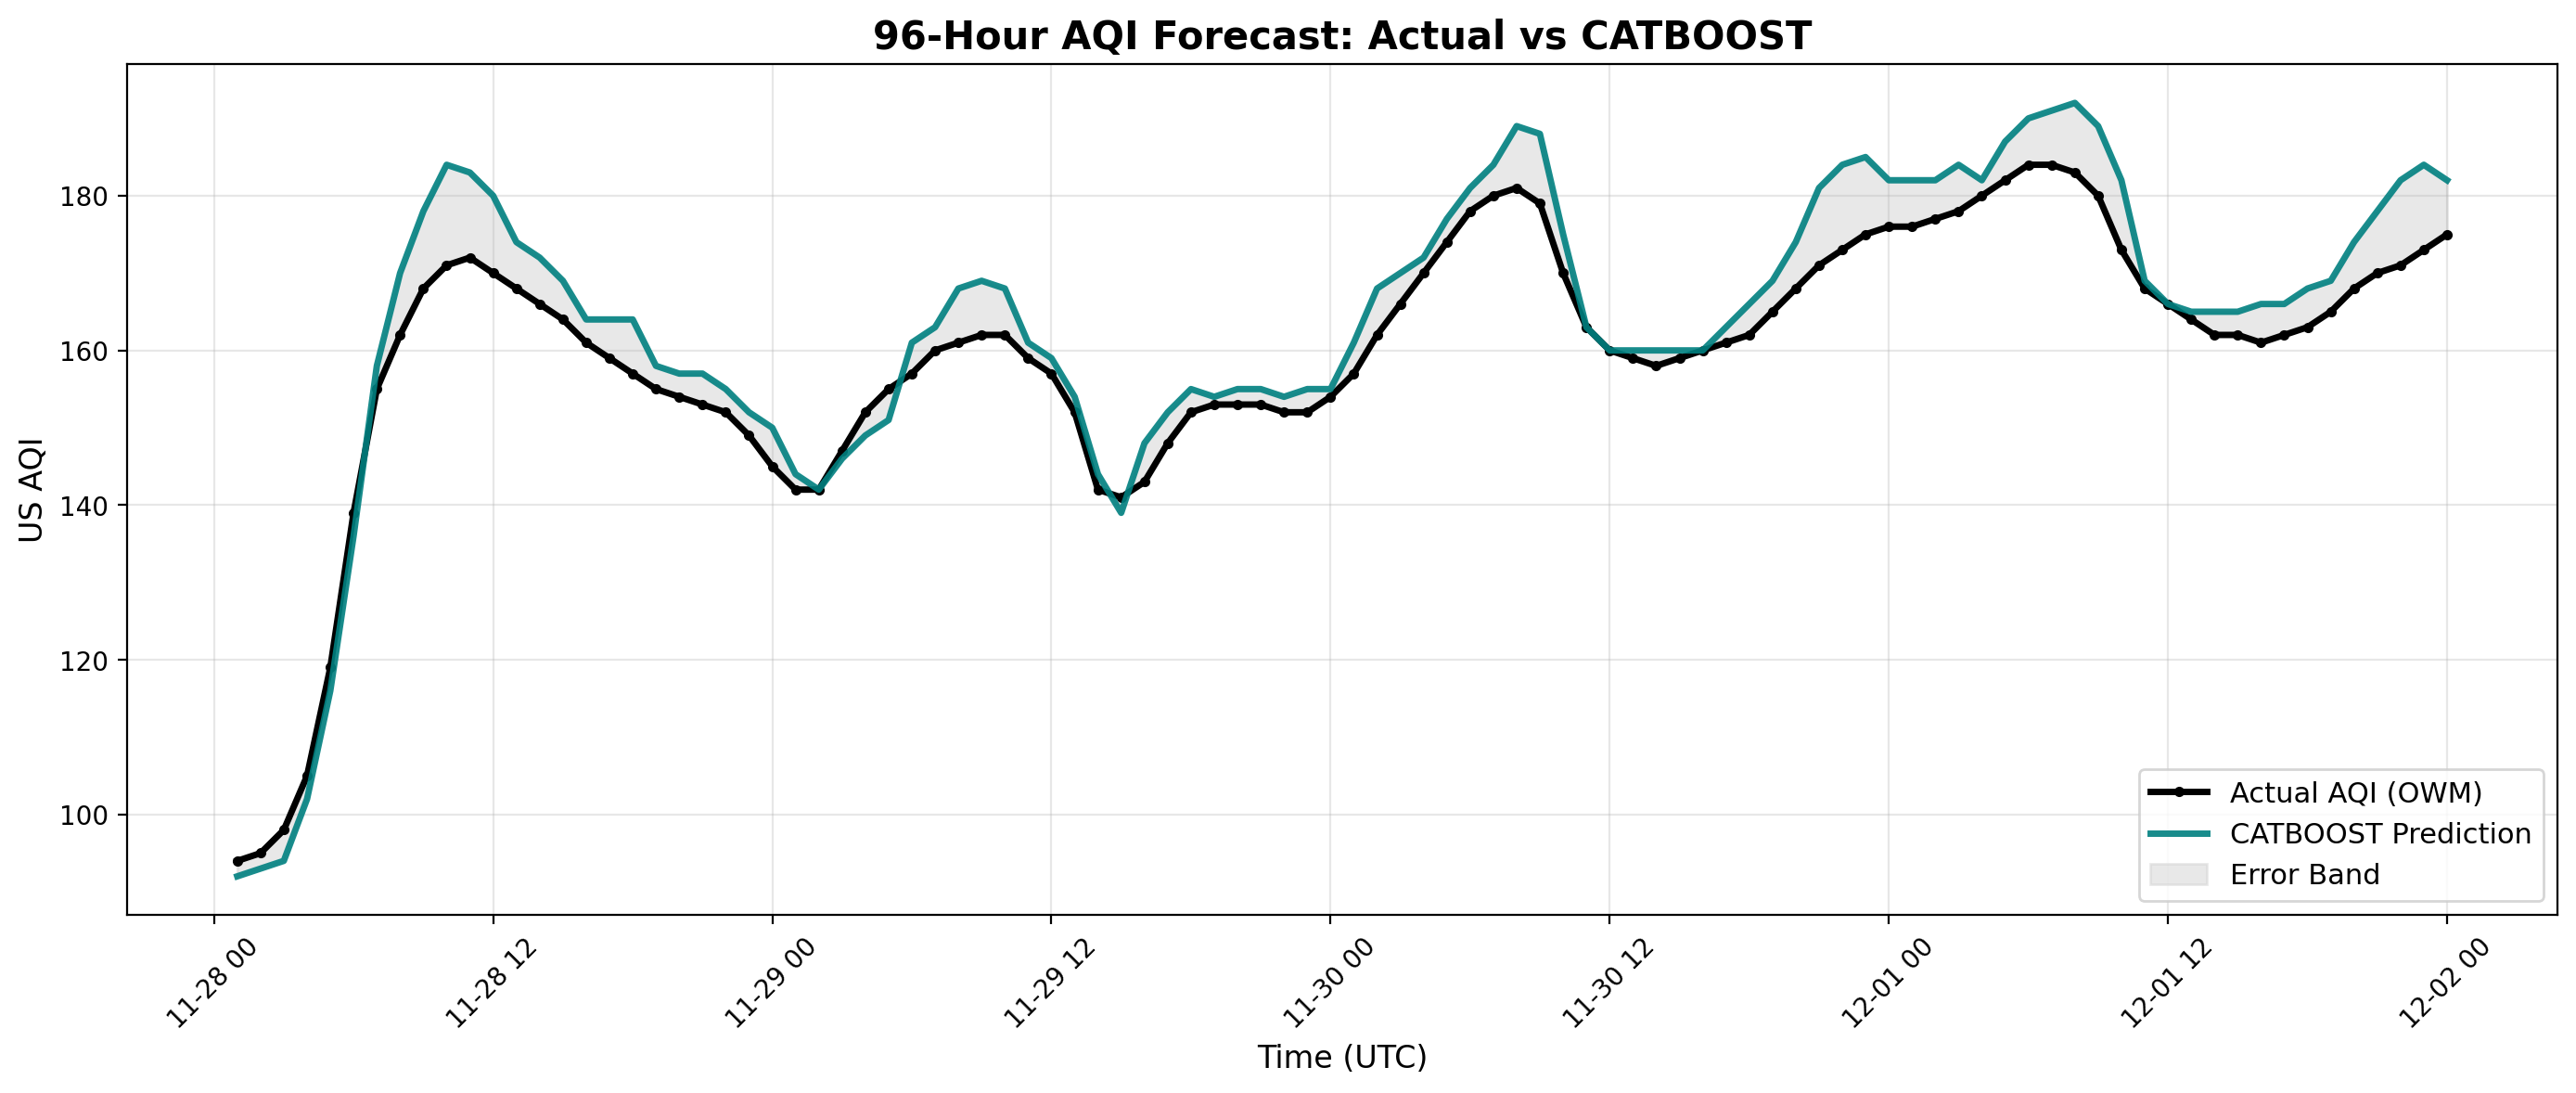 96-Hour AQI Forecast: Actual vs CATBOOST
US AQI
180
160
140
120
100
Actual AQI (OWM)
CATBOOST Prediction
Error Band
11-28 00
11-28 12
11-29 00
11-29 12
11-30 00
11-30 12
12-01 00
12-01 12
12-02 00
Time (UTC)